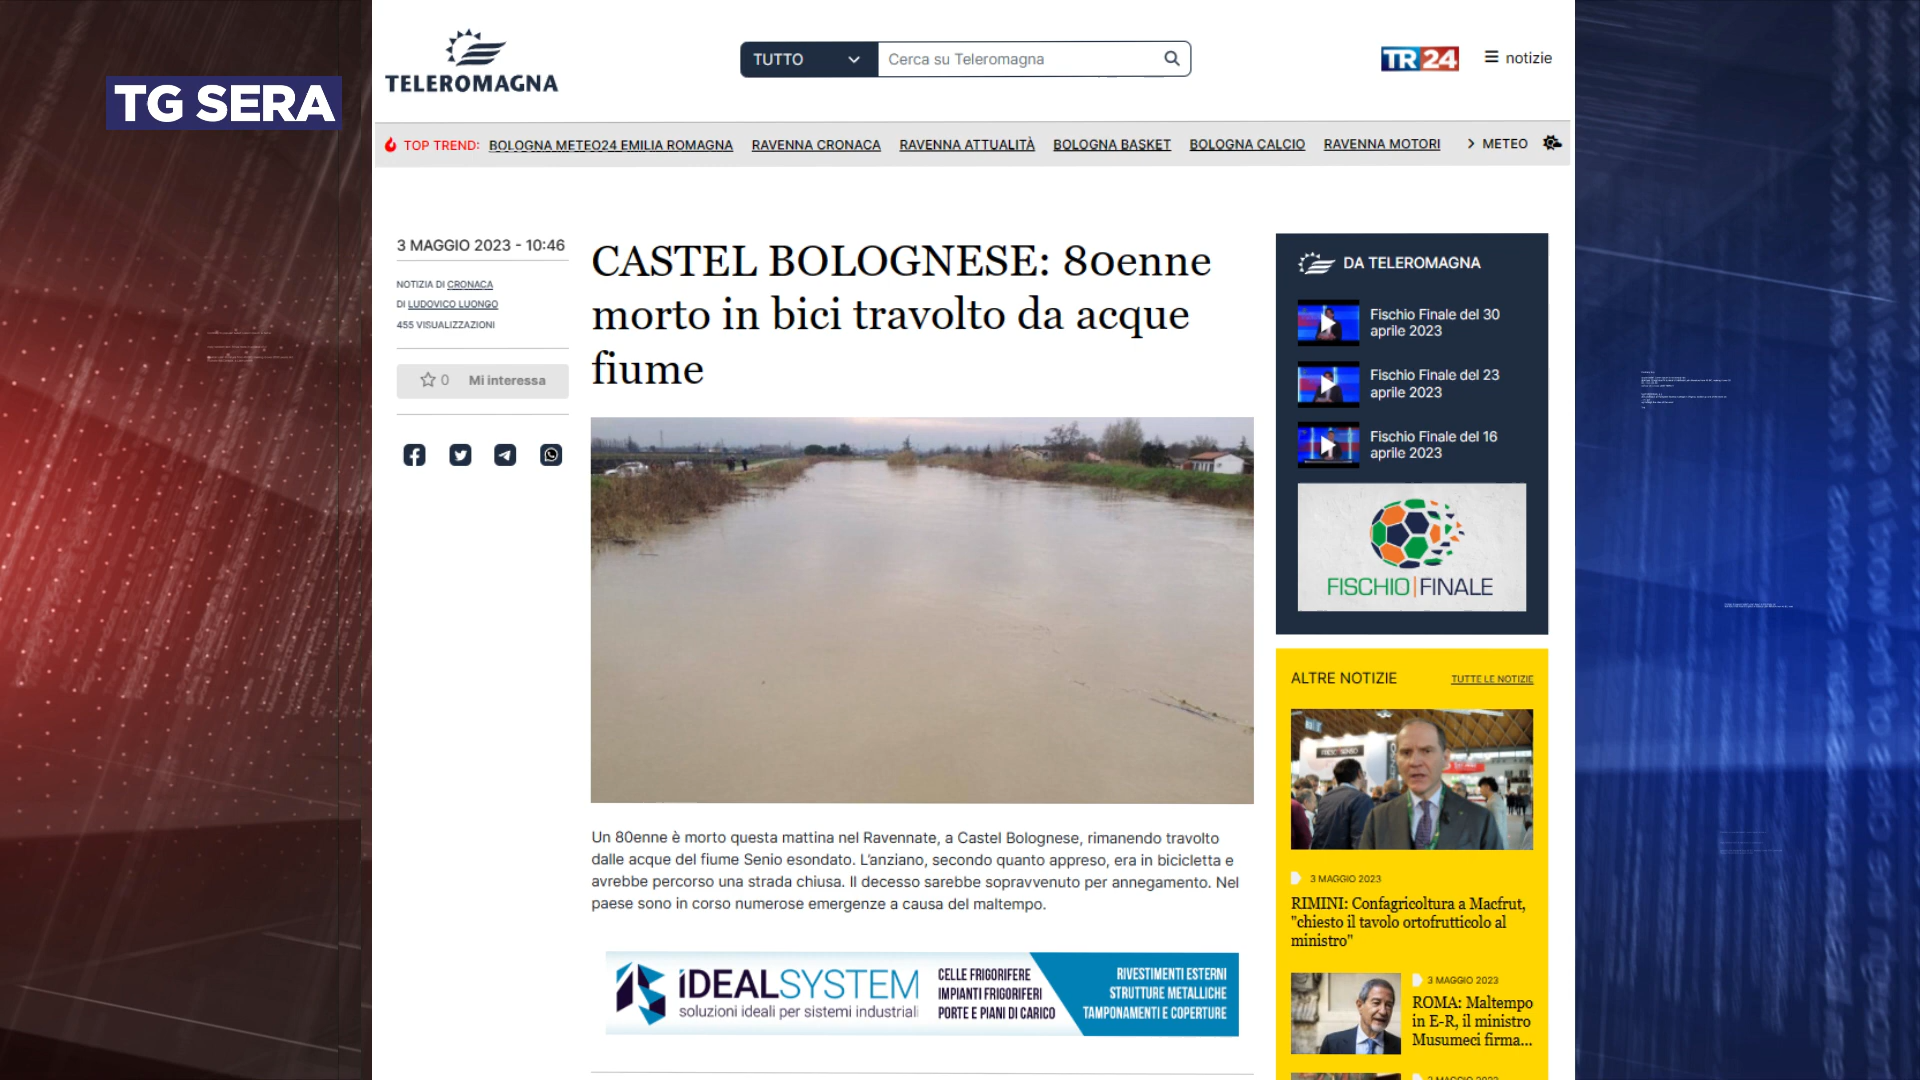 TG SERA
TELEROMAGNA
TUTTO
Cerca su Teleromagna
TR24
notizie
TOP TREND:
BOLOGNA METEO24 EMILIA ROMAGNA
RAVENNA CRONACA
RAVENNA ATTUALITÀ
BOLOGNA BASKET
BOLOGNA CALCIO
RAVENNA MOTORI
METEO
3 MAGGIO 2023 - 10:46
NOTIZIA DI CRONACA
DI LUDOVICO LUONGO
455 VISUALIZZAZIONI
0 Mi interessa
CASTEL BOLOGNESE: 80enne
morto in bici travolto da acque
fiume
Un 80enne è morto questa mattina nel Ravennate, a Castel Bolognese, rimanendo travolto
dalle acque del fiume Senio esondato. L'anziano, secondo quanto appreso, era in bicicletta e
avrebbe percorso una strada chiusa. Il decesso sarebbe sopravvenuto per annegamento. Nel
paese sono in corso numerose emergenze a causa del maltempo.
iDEALSYSTEM
soluzioni ideali per sistemi industriali
CELLE FRIGORIFERE
IMPIANTI FRIGORIFERI
PORTE E PIANI DI CARICO
RIVESTIMENTI ESTERNI
STRUTTURE METALLICHE
TAMPONAMENTI E COPERTURE
DA TELEROMAGNA
Fischio Finale del 30
aprile 2023
Fischio Finale del 23
aprile 2023
Fischio Finale del 16
aprile 2023
FISCHIO|FINALE
ALTRE NOTIZIE
TUTTE LE NOTIZIE
3 MAGGIO 2023
RIMINI: Confagricoltura a Macfrut,
"chiesto il tavolo ortofrutticolo al
ministro"
3 MAGGIO 2023
ROMA: Maltempo
in E-R, il ministro
Musumeci firma...
3 MAGGIO 2023